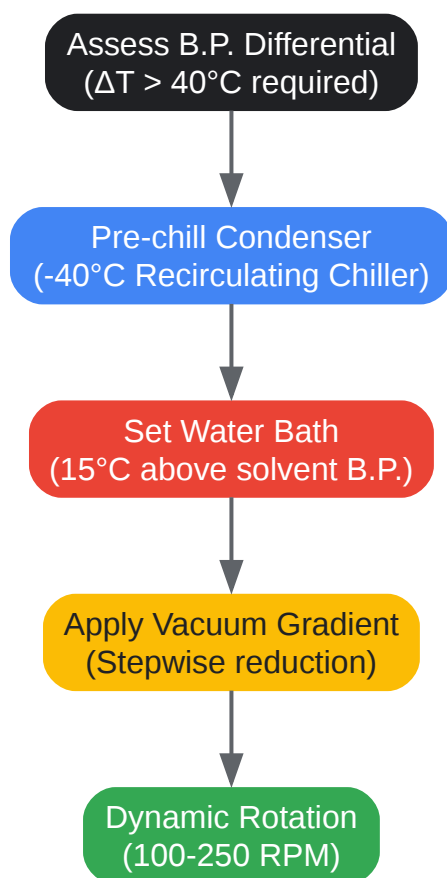 Assess B.P. Differential
(ΔT > 40°C required)
Pre-chill Condenser
(-40°C Recirculating Chiller)
Set Water Bath
(15°C above solvent B.P.)
Apply Vacuum Gradient
(Stepwise reduction)
Dynamic Rotation
(100-250 RPM)